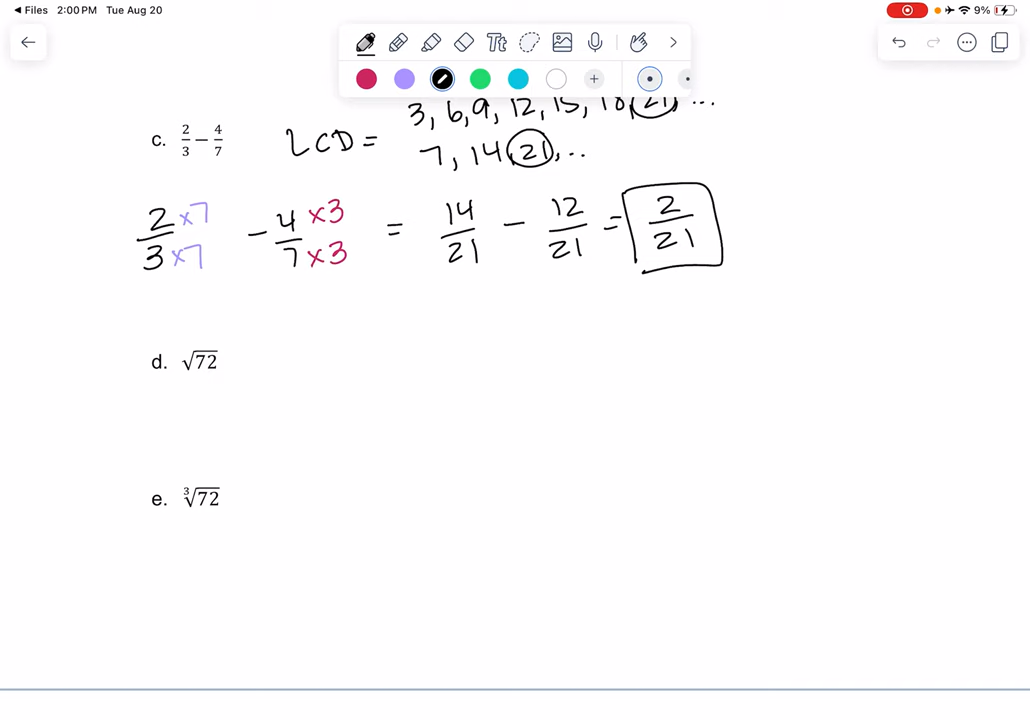 Files 2:00 PM Tue Aug 20 9%
Tt
3, 6, 9, 12, 15, 18, 21, ...
c. 2/3 − 4/7 LCD =
7, 14, 21, ...
2/3 ×7/×7 − 4/7 ×3/×3 = 14/21 − 12/21 = 2/21
d. √72
e. ∛72